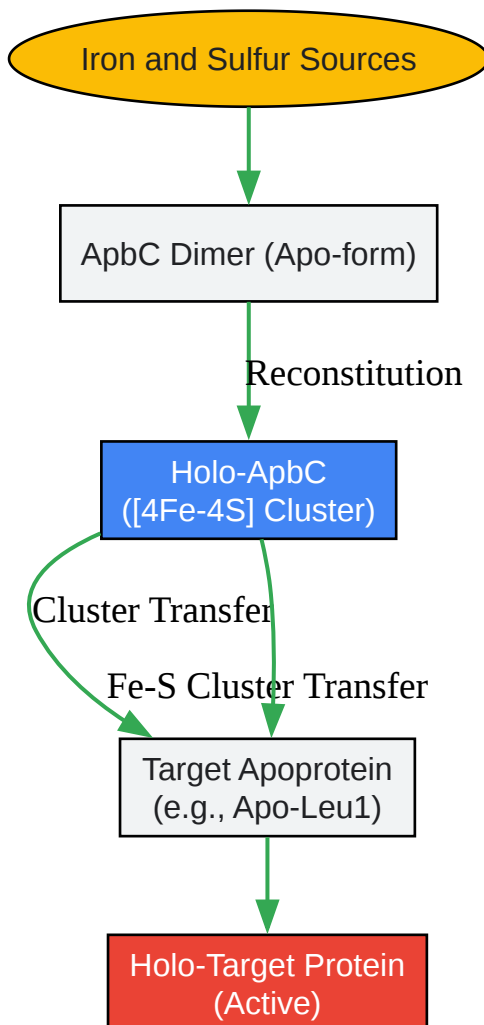 Iron and Sulfur Sources
ApbC Dimer (Apo-form)
Reconstitution
Holo-ApbC
([4Fe-4S] Cluster)
Cluster Transfer
Fe-S Cluster Transfer
Target Apoprotein
(e.g., Apo-Leu1)
Holo-Target Protein
(Active)